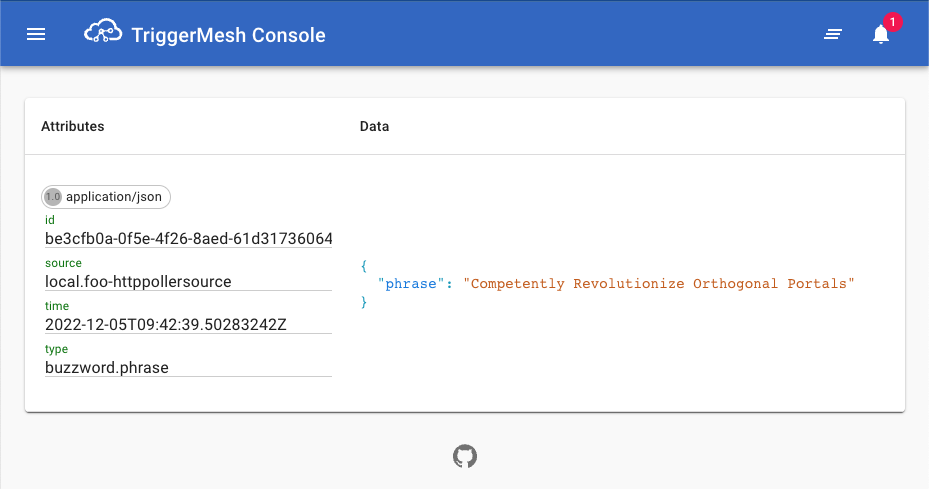 TriggerMesh Console
1
Attributes
Data
1.0 application/json
id
be3cfb0a-0f5e-4f26-8aed-61d31736064
source
local.foo-httppollersource
time
2022-12-05T09:42:39.50283242Z
type
buzzword.phrase
{
"phrase": "Competently Revolutionize Orthogonal Portals"
}